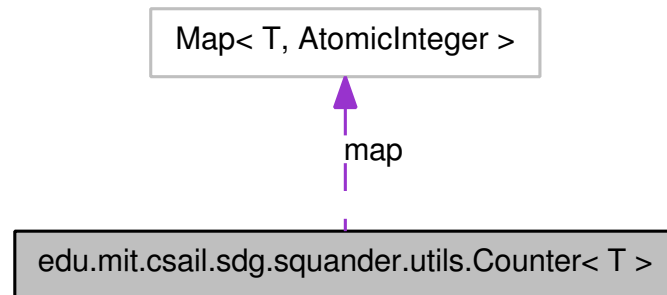 Map< T, AtomicInteger >
map
edu.mit.csail.sdg.squander.utils.Counter< T >